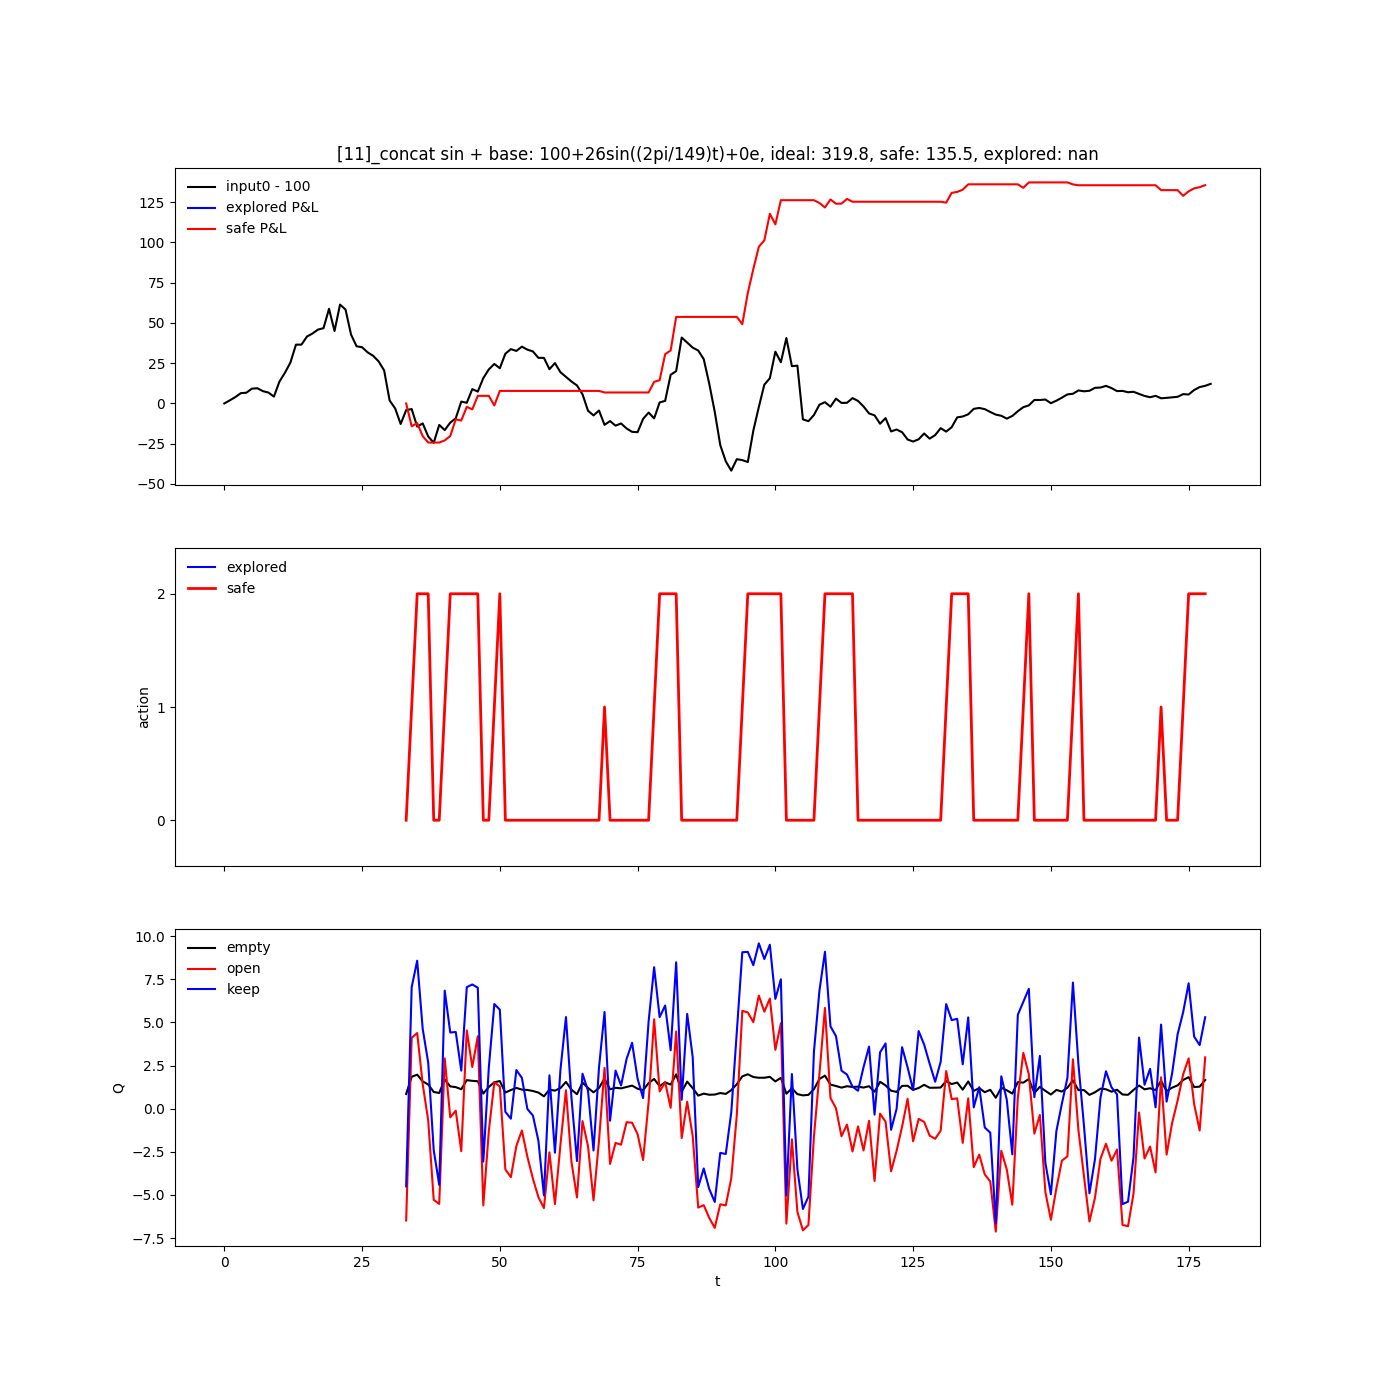 [11]_concat sin + base: 100+26sin((2pi/149)t)+0e, ideal: 319.8, safe: 135.5, explored: nan
input0 - 100
explored P&L
safe P&L
125
100
75
50
25
0
−25
−50
explored
safe
2
1
0
action
empty
open
keep
10.0
7.5
5.0
2.5
0.0
−2.5
−5.0
−7.5
Q
0 25 50 75 100 125 150 175
t